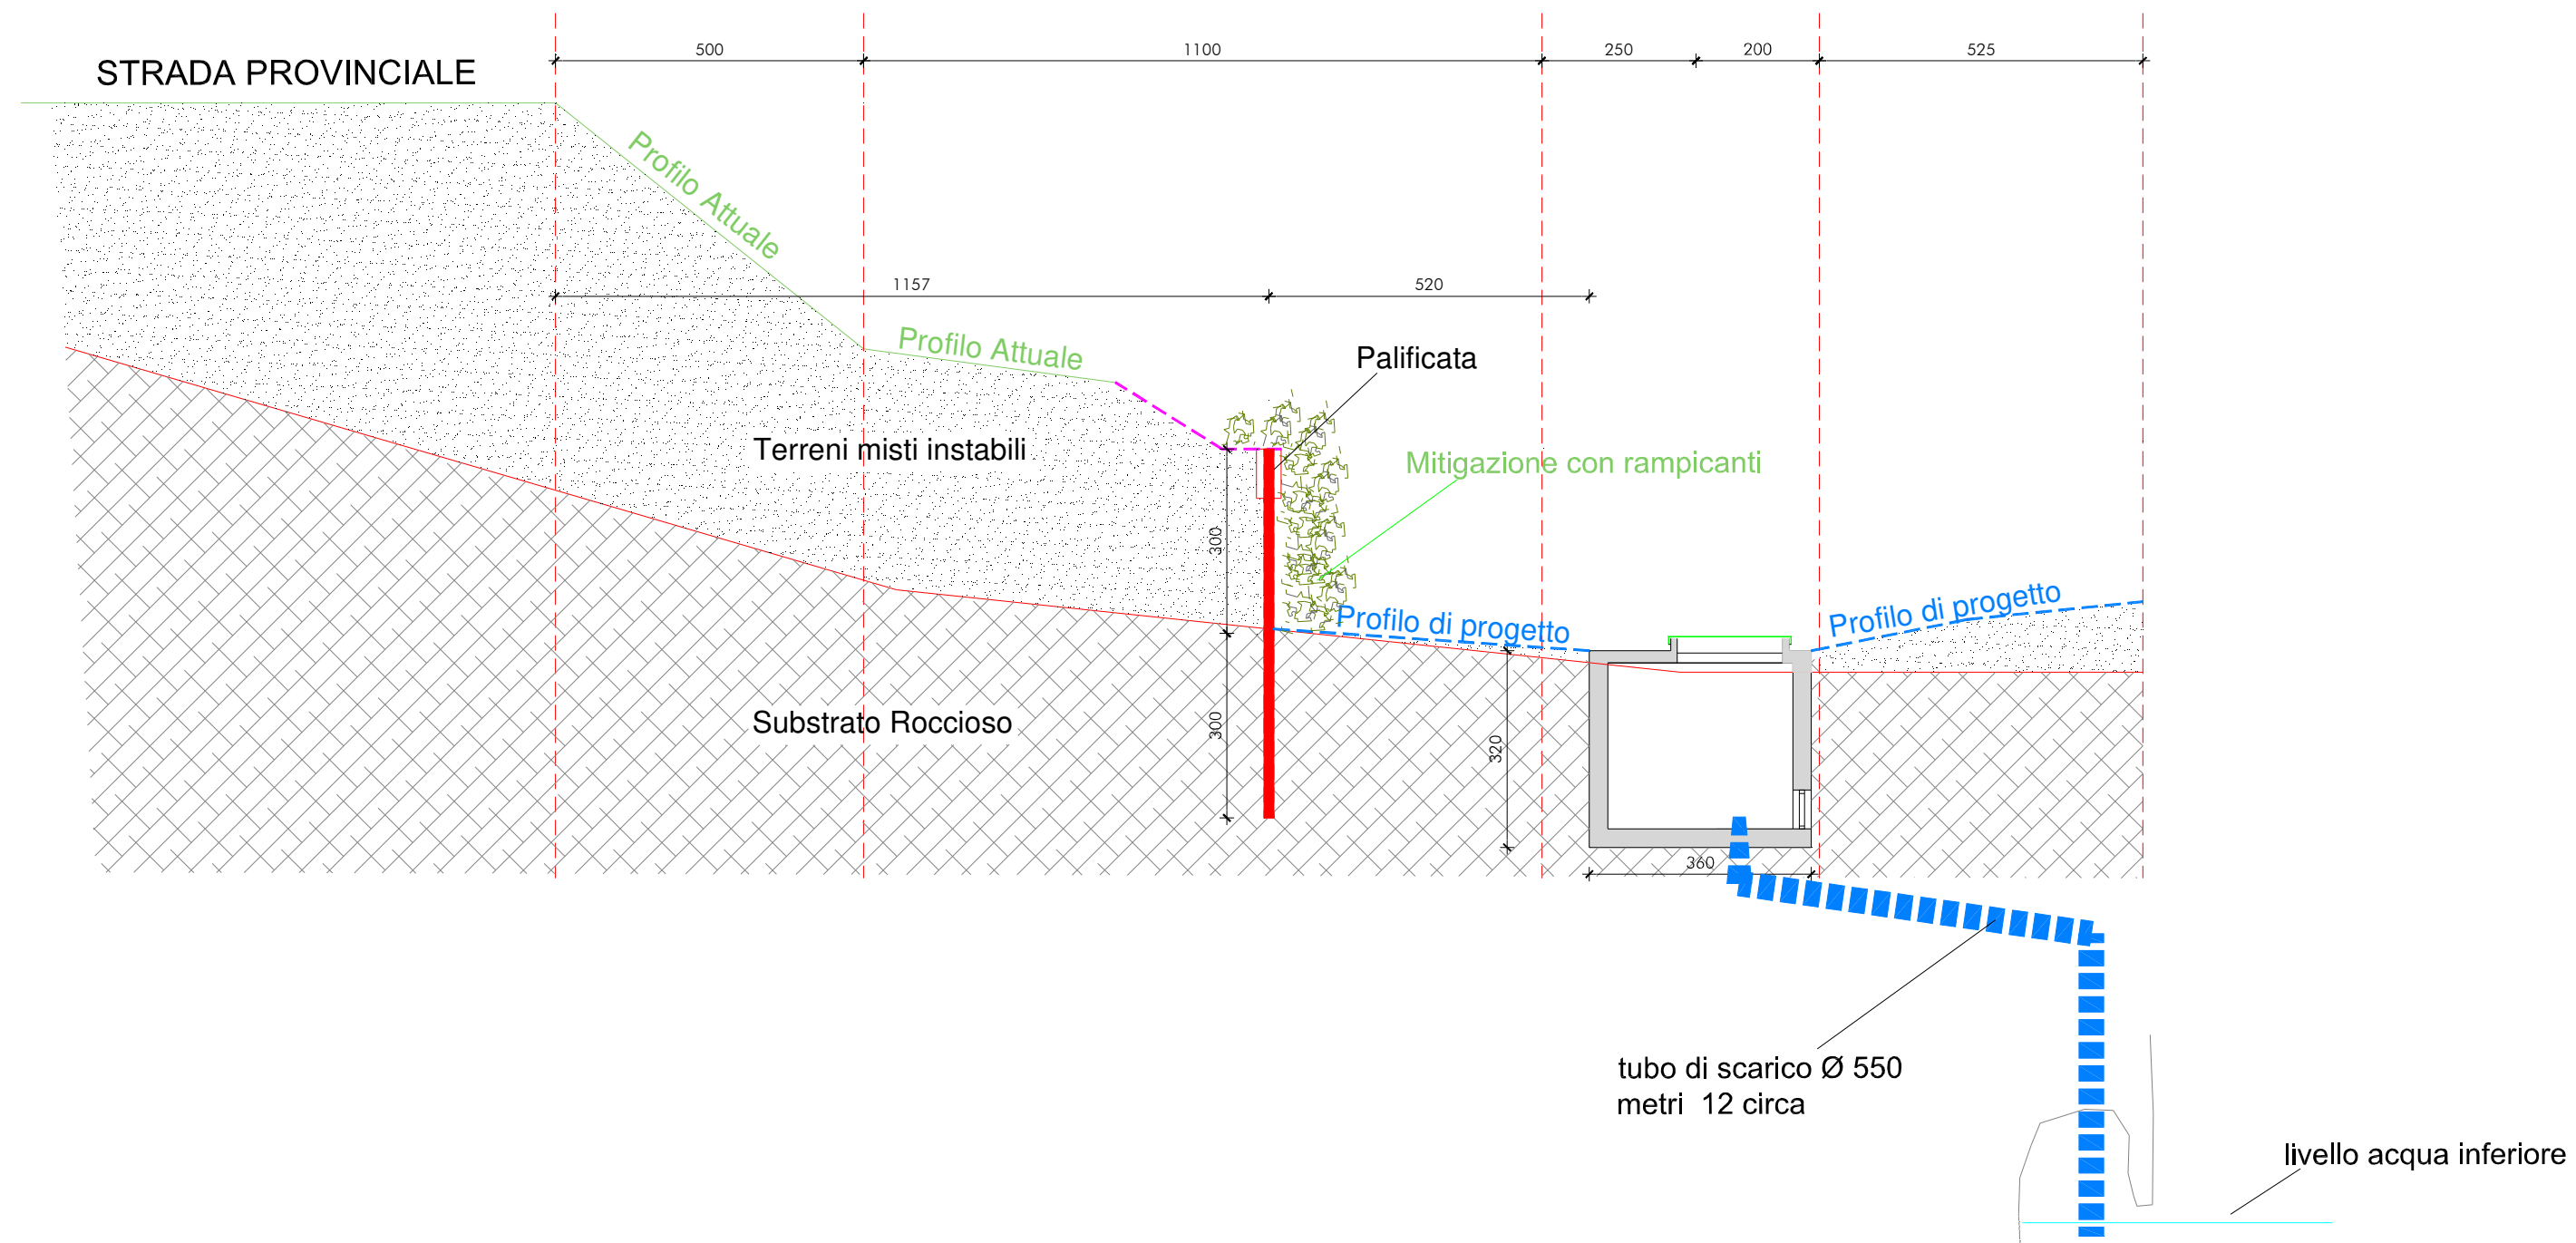 500
1100
250
200
525
STRADA PROVINCIALE
Profilo Attuale
1157
520
Profilo Attuale
Palificata
Terreni misti instabili
Mitigazione con rampicanti
300
Profilo di progetto
Profilo di progetto
Substrato Roccioso
300
320
360
tubo di scarico Ø 550
metri 12 circa
livello acqua inferiore